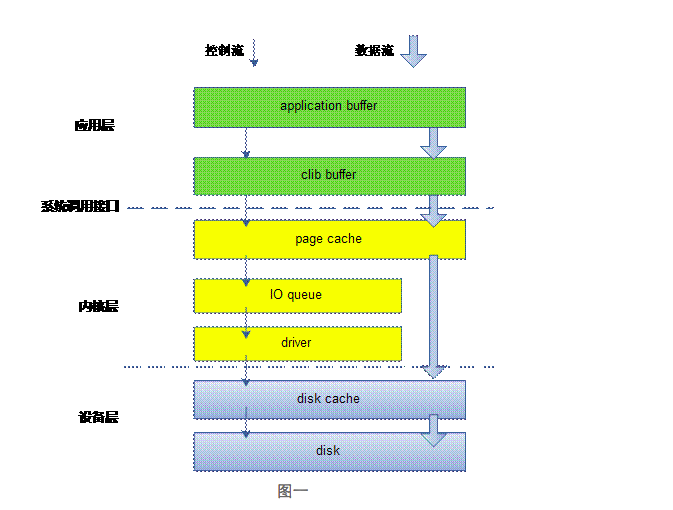 控制流
数据流
application buffer
应用层
clib buffer
系统调用接口
page cache
IO queue
内核层
driver
disk cache
设备层
disk
图一